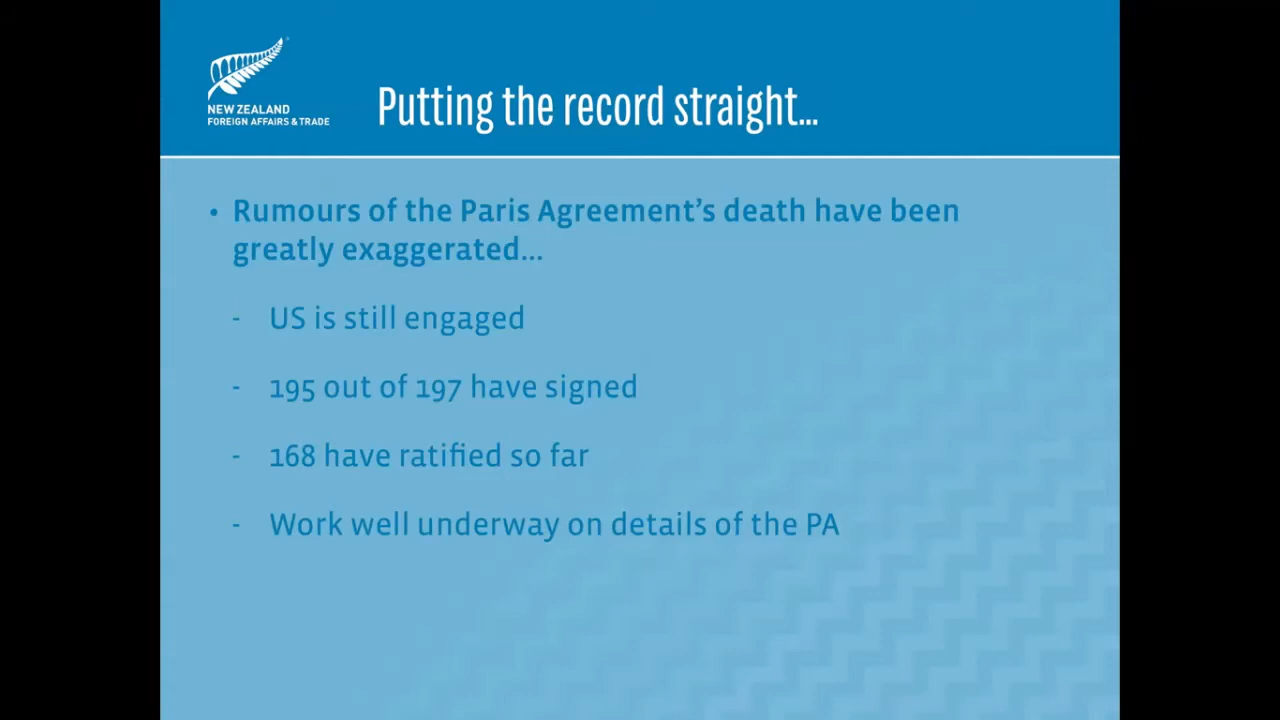 NEW ZEALAND
FOREIGN AFFAIRS & TRADE
Putting the record straight...
• Rumours of the Paris Agreement’s death have been
greatly exaggerated...
- US is still engaged
- 195 out of 197 have signed
- 168 have ratified so far
- Work well underway on details of the PA